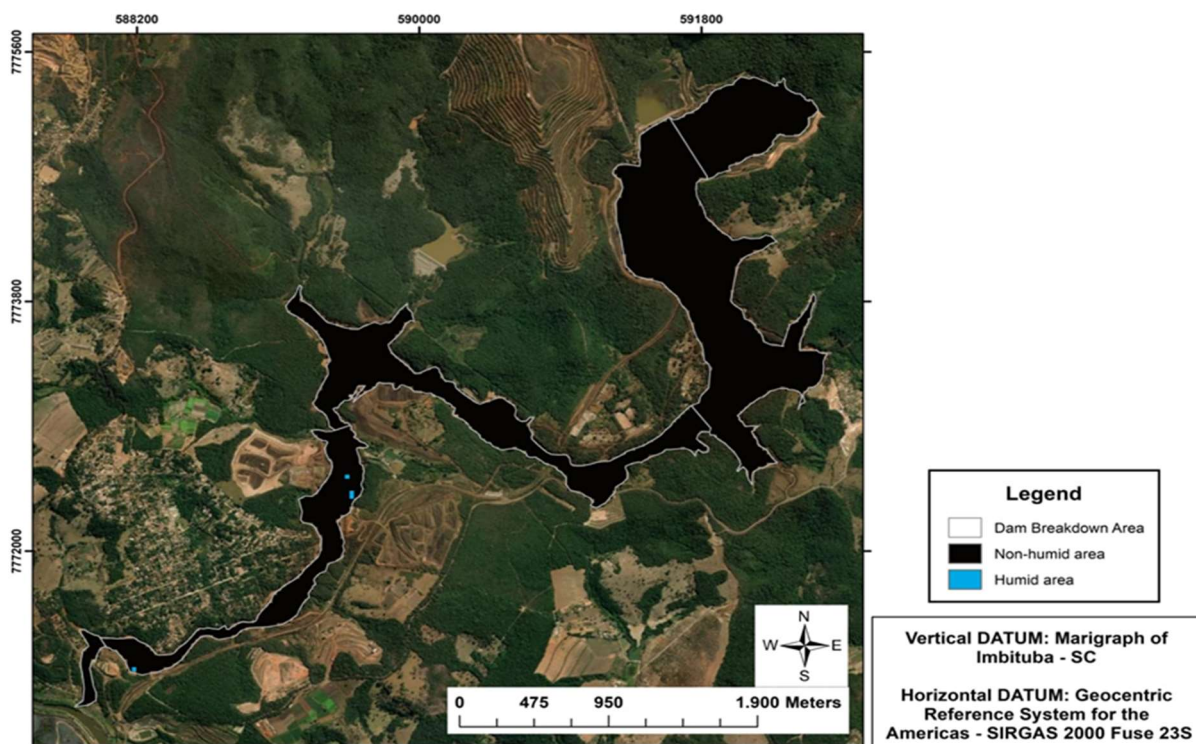 588200 590000 591800
7775600
7773800
7772000
N
W E
S
0 475 950 1.900 Meters
Legend
Dam Breakdown Area
Non-humid area
Humid area
Vertical DATUM: Marigraph of
Imbituba - SC
Horizontal DATUM: Geocentric
Reference System for the
Americas - SIRGAS 2000 Fuse 23S